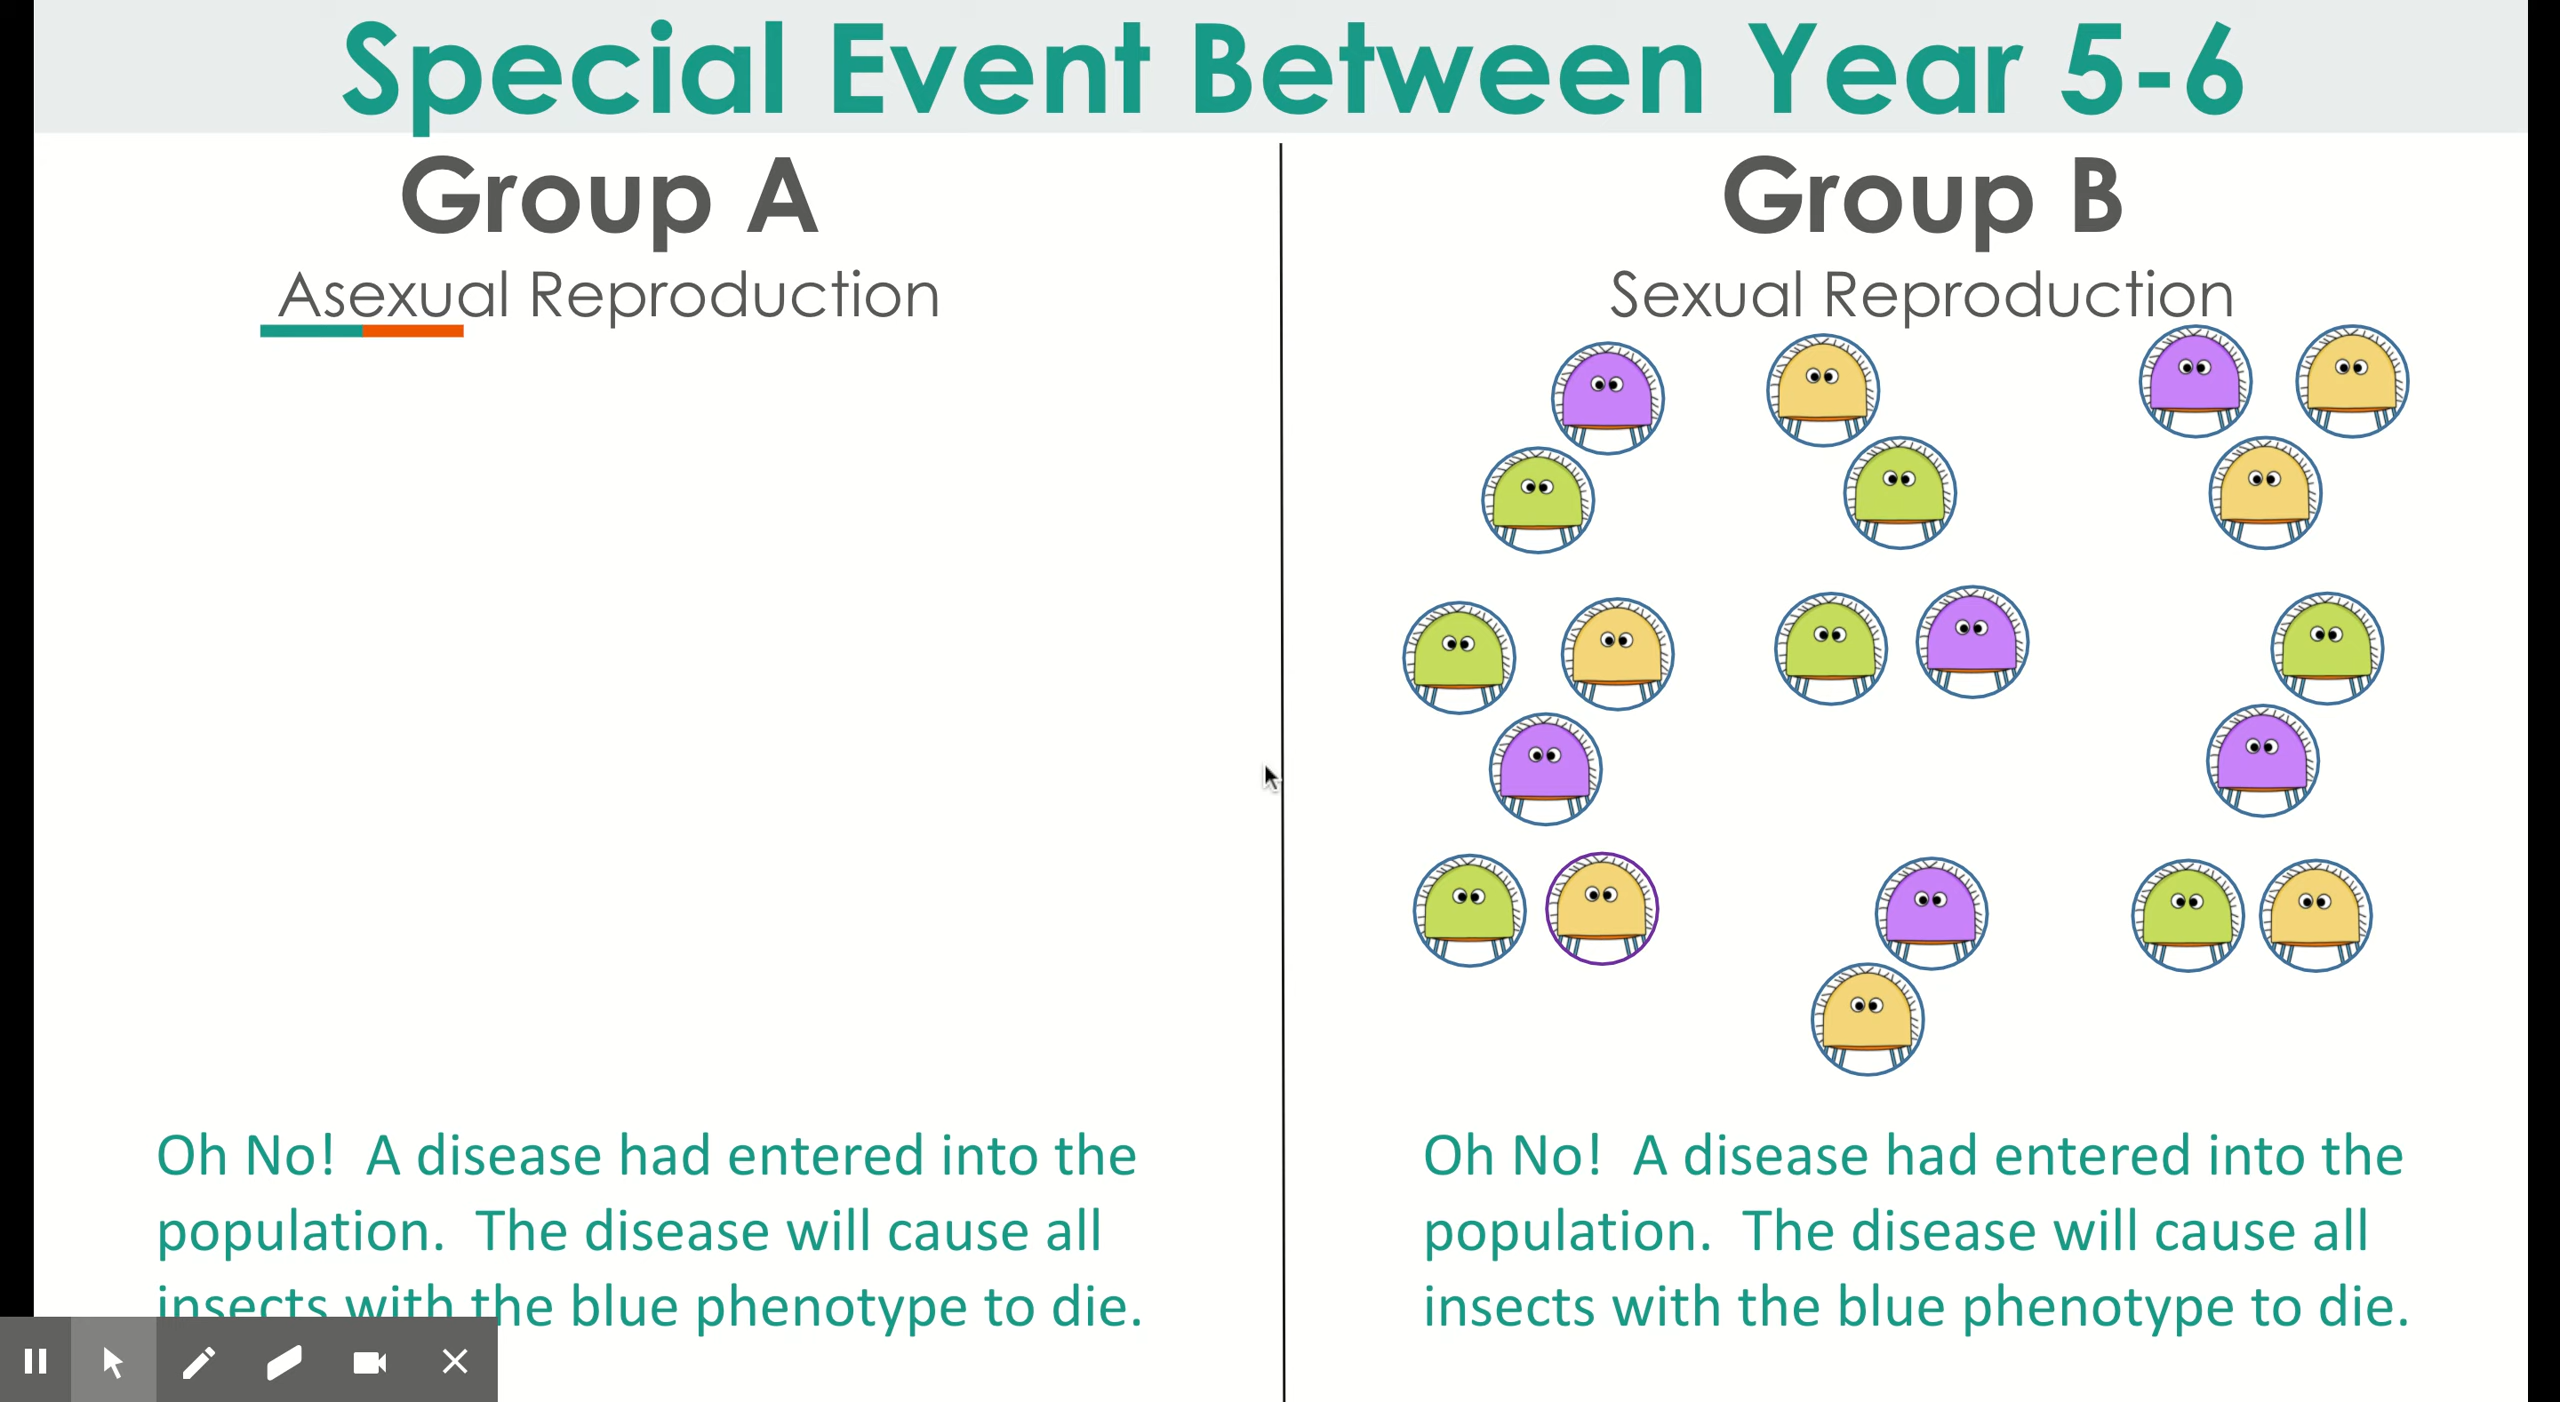 Special Event Between Year 5-6
Group A
Asexual Reproduction
Oh No!  A disease had entered into the
population.  The disease will cause all
insects with the blue phenotype to die.
Group B
Sexual Reproduction
Oh No!  A disease had entered into the
population.  The disease will cause all
insects with the blue phenotype to die.